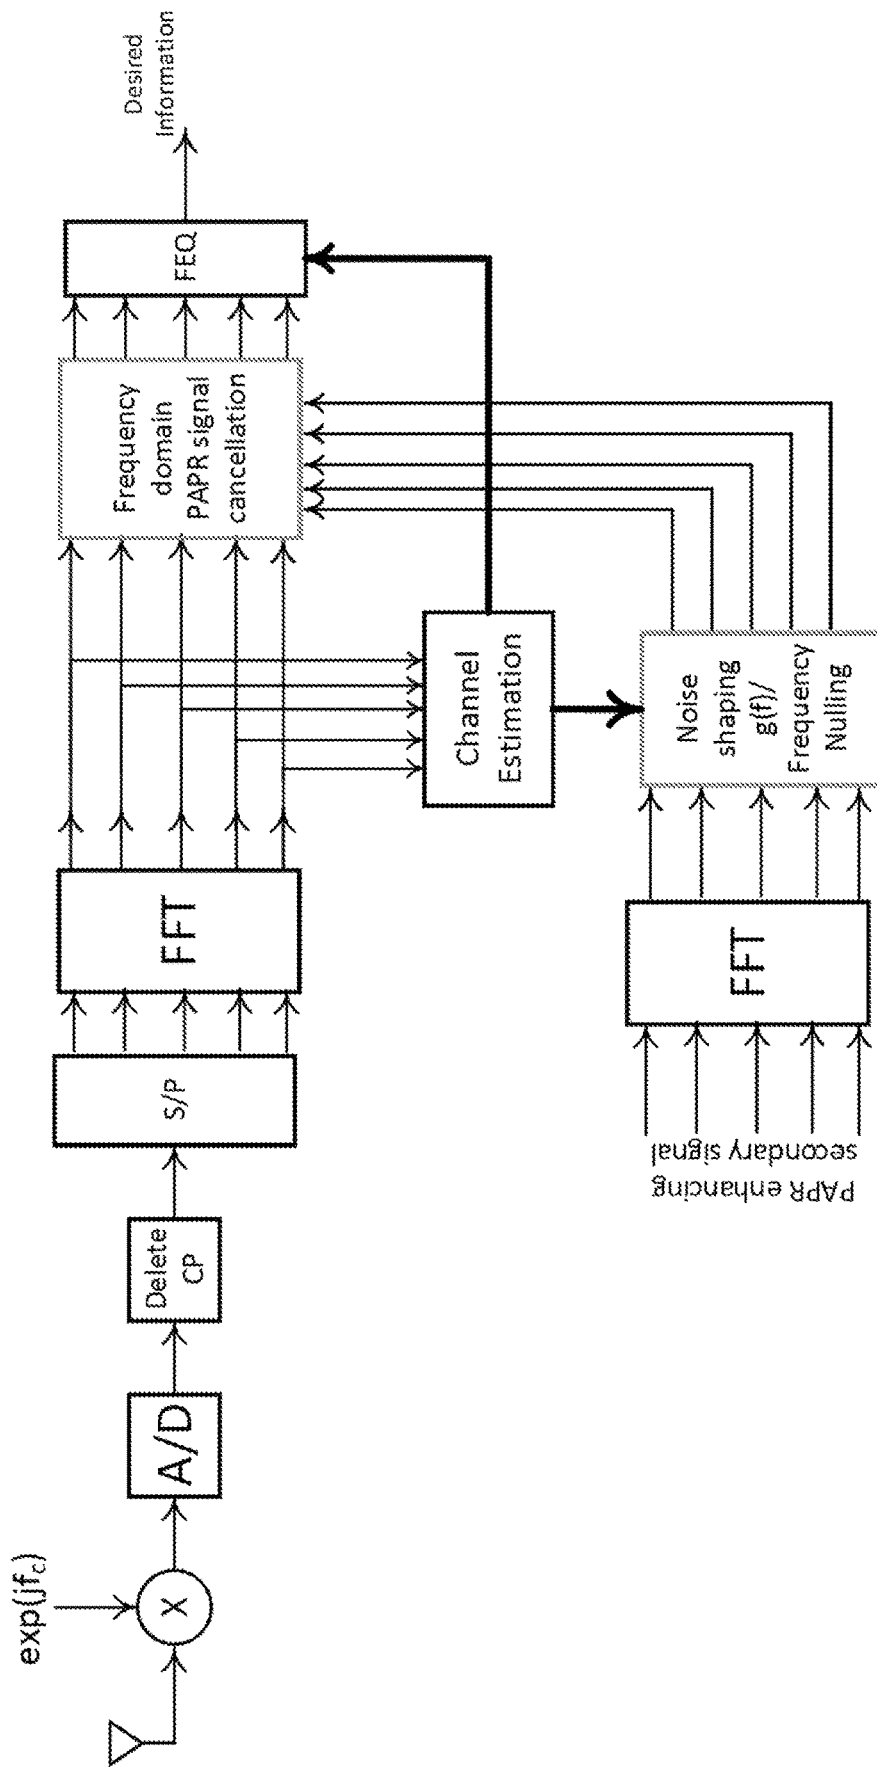 exp(jf_c)
X
A/D
Delete
CP
S/P
FFT
Frequency
domain
PAPR signal
cancellation
FEQ
Desired
Information
Channel
Estimation
PAPR enhancing
secondary signal
FFT
Noise
shaping
g(f)/
Frequency
Nulling